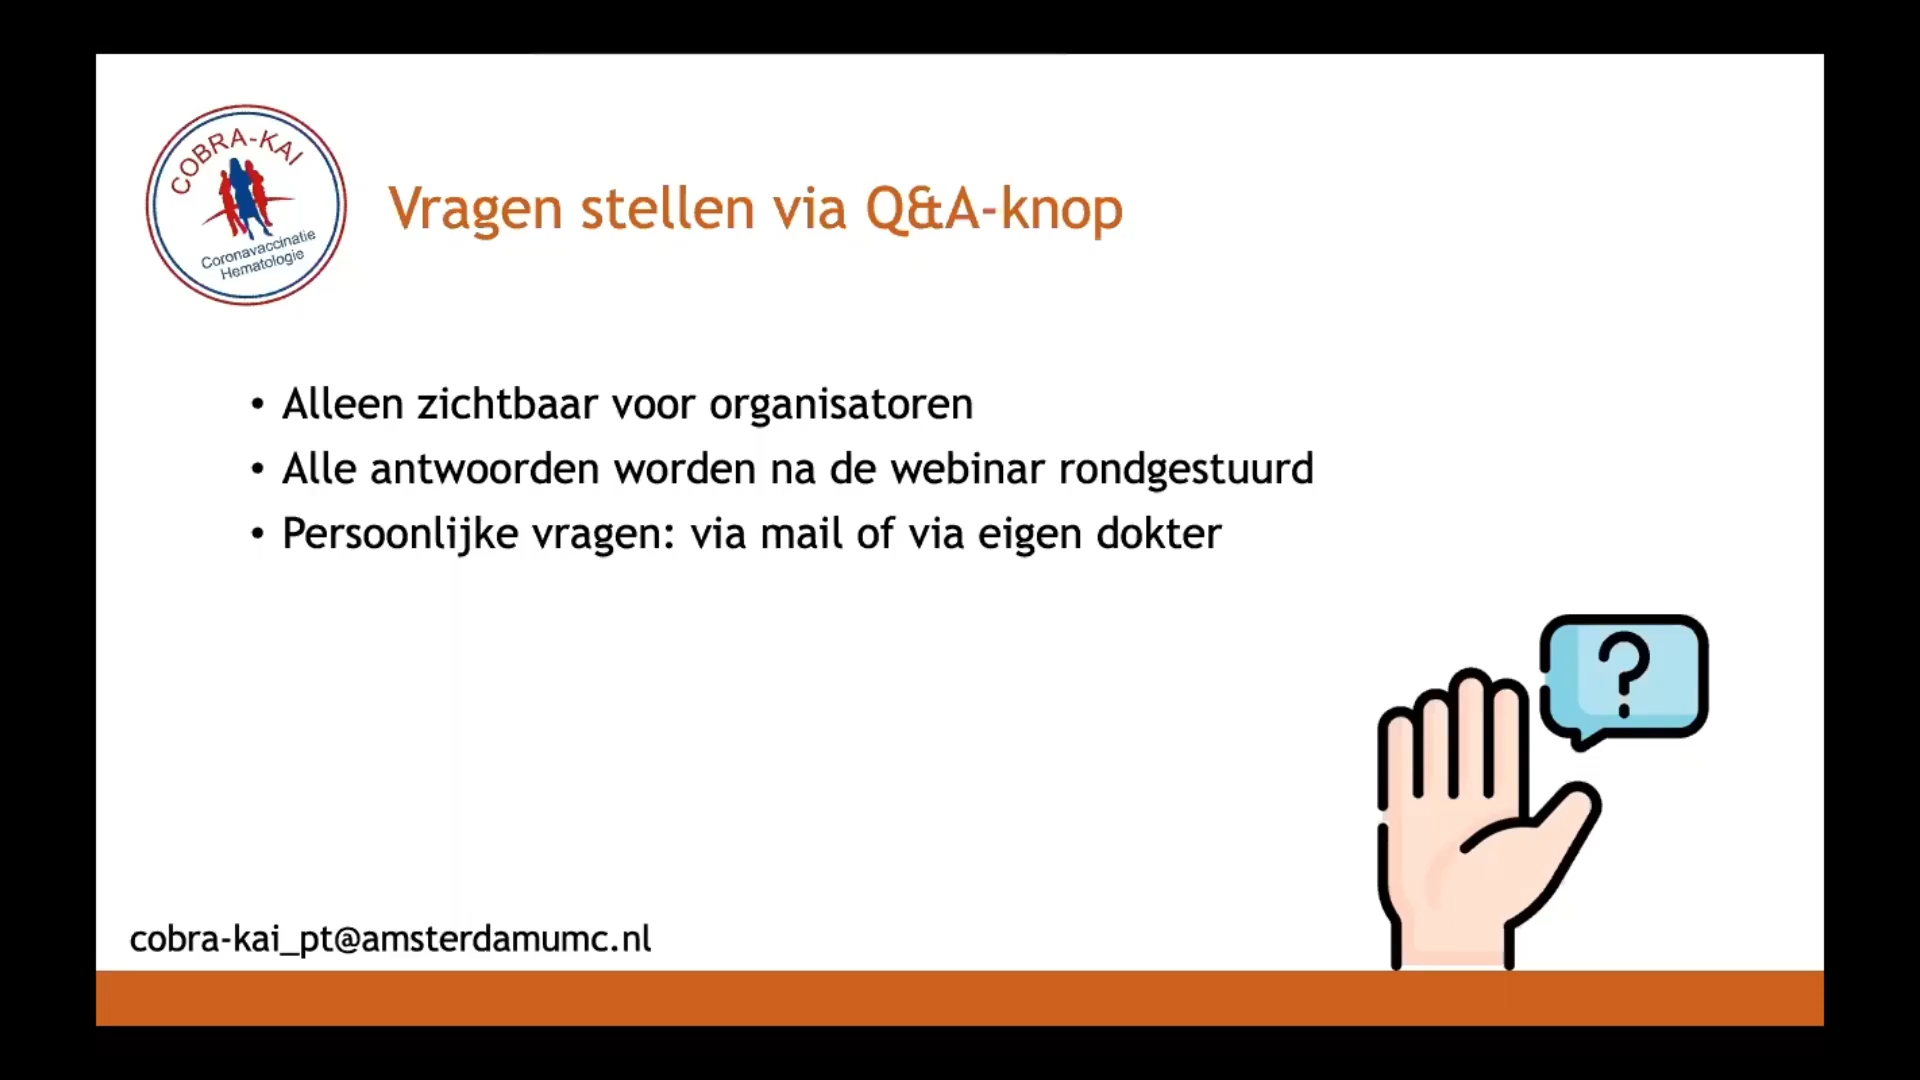 COBRA-KAI
Coronavaccinatie
Hematologie
Vragen stellen via Q&A-knop
• Alleen zichtbaar voor organisatoren
• Alle antwoorden worden na de webinar rondgestuurd
• Persoonlijke vragen: via mail of via eigen dokter
?
cobra-kai_pt@amsterdamumc.nl